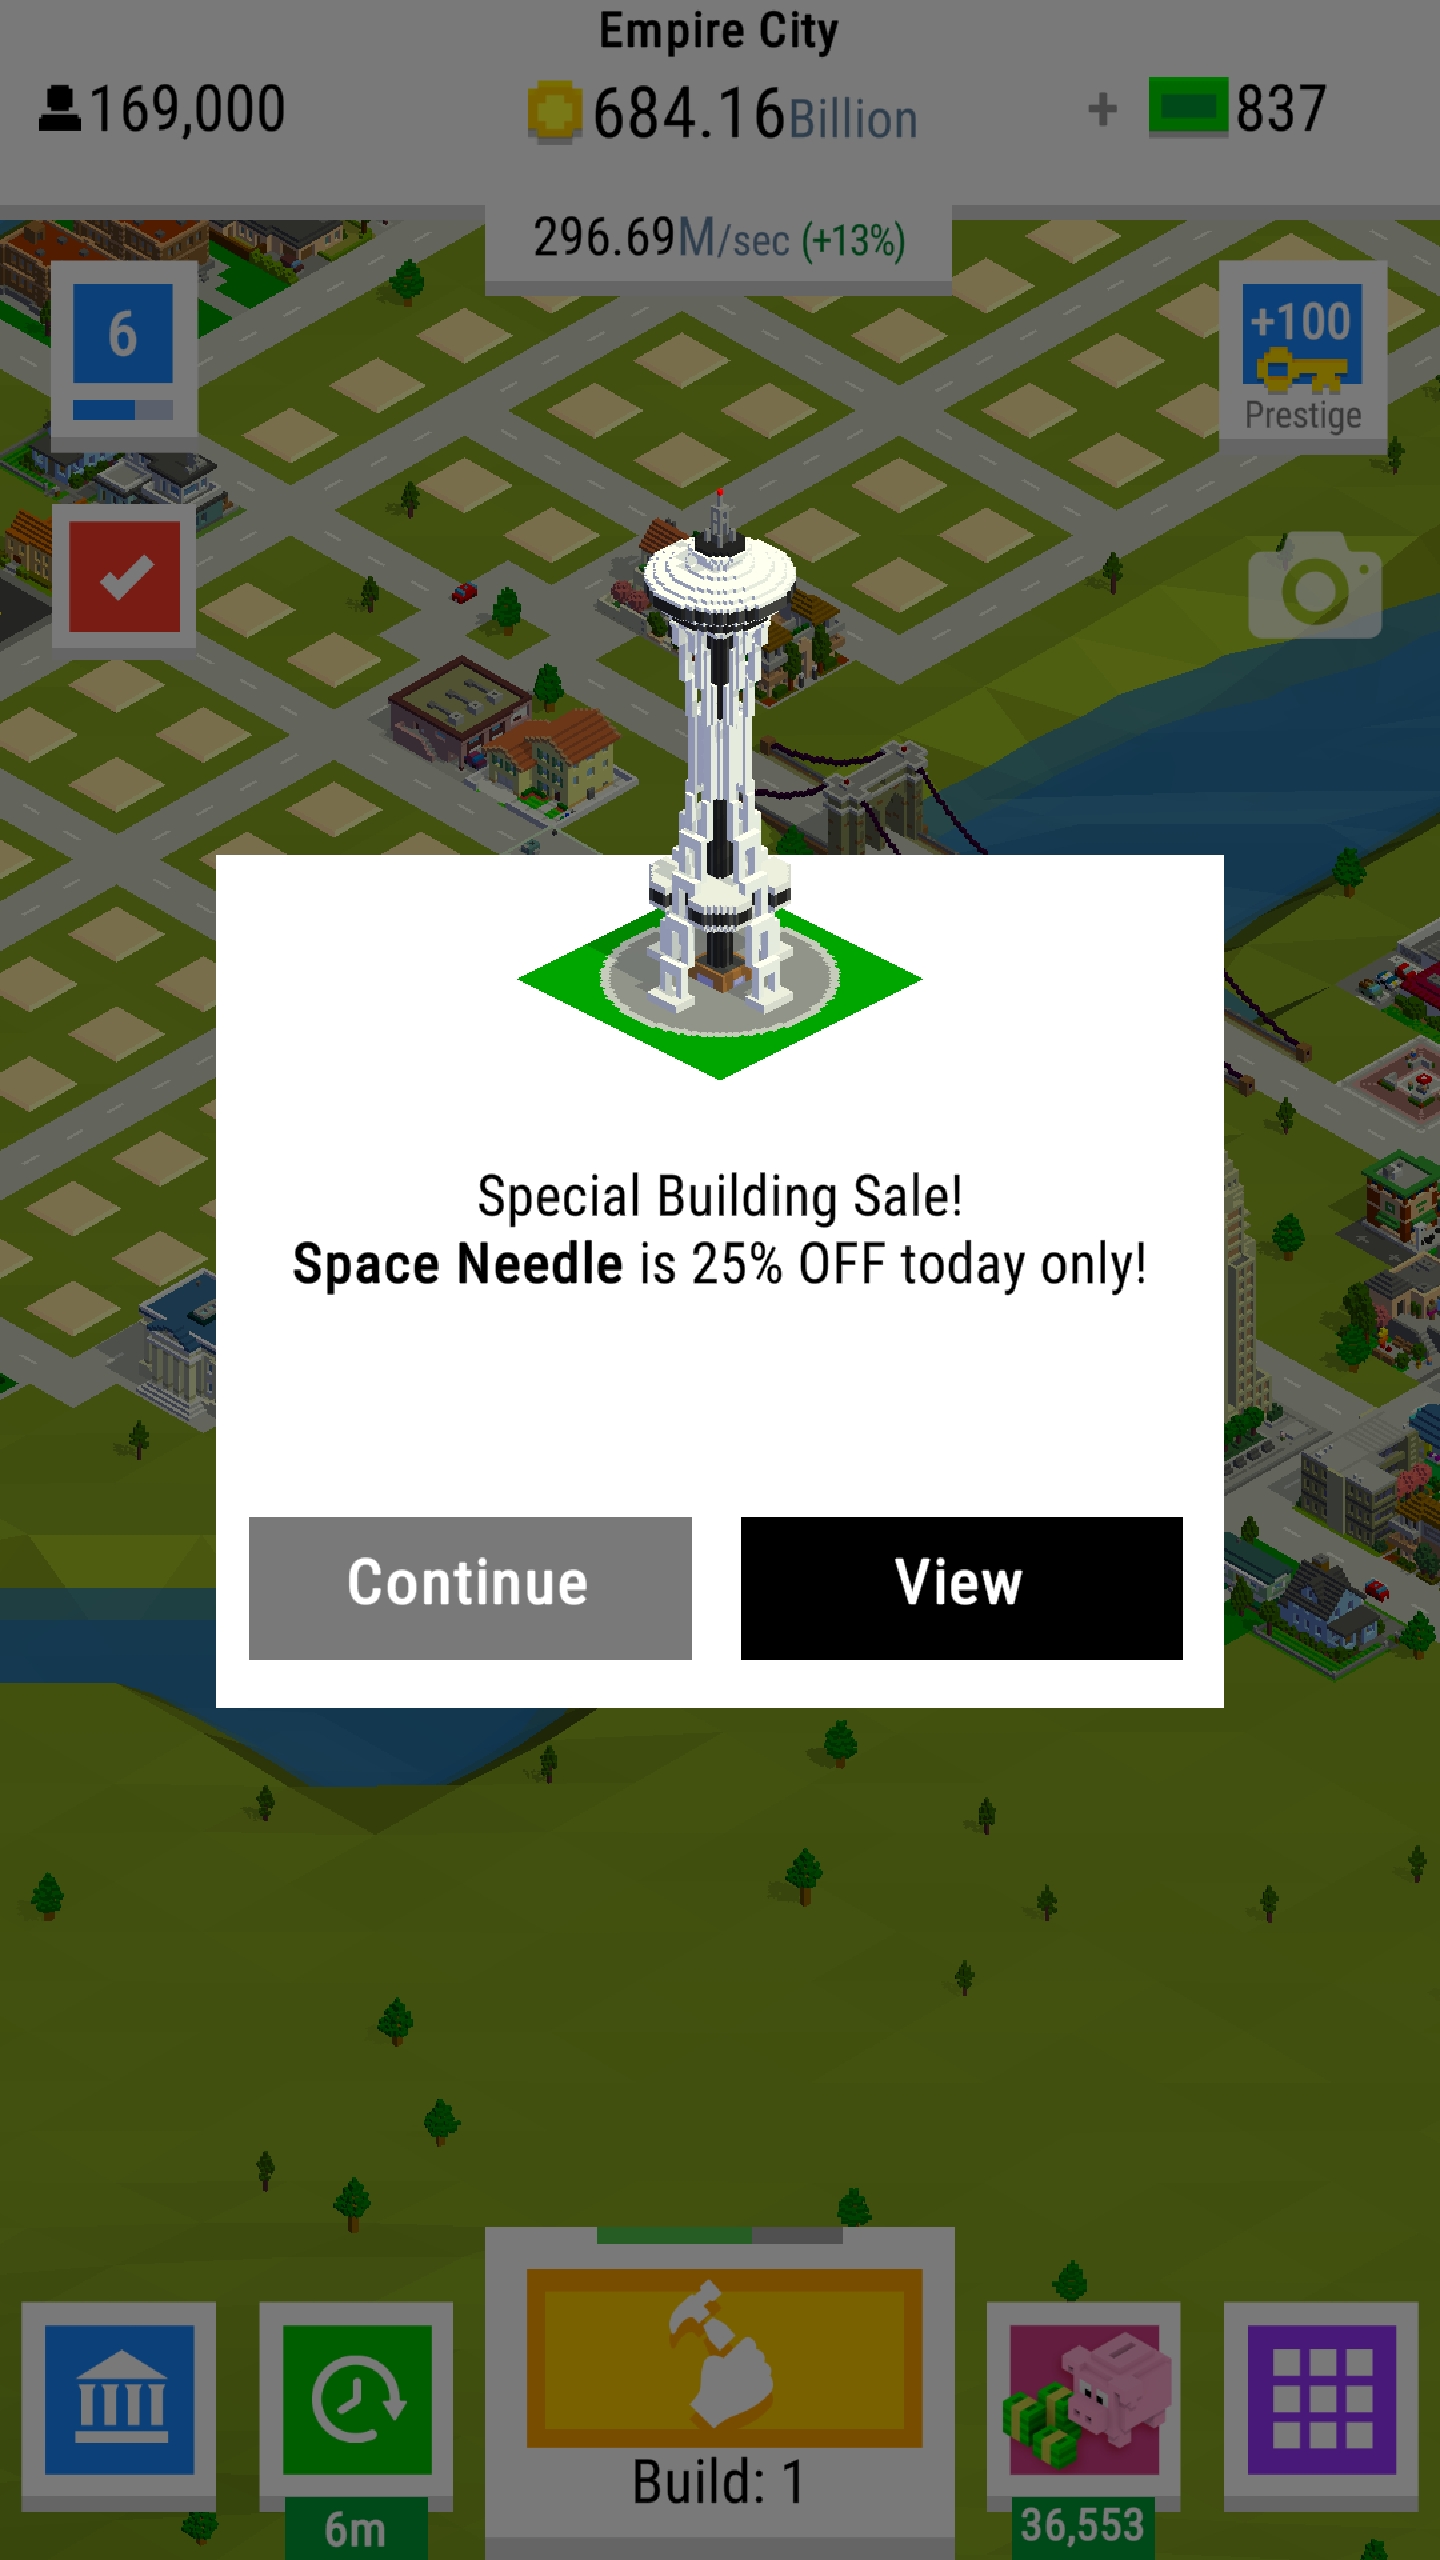 Empire City
169,000
684.16Billion
+ 837
296.69M/sec (+13%)
6
+100
Prestige
Special Building Sale!
Space Needle is 25% OFF today only!
Continue
View
Build: 1
6m
36,553